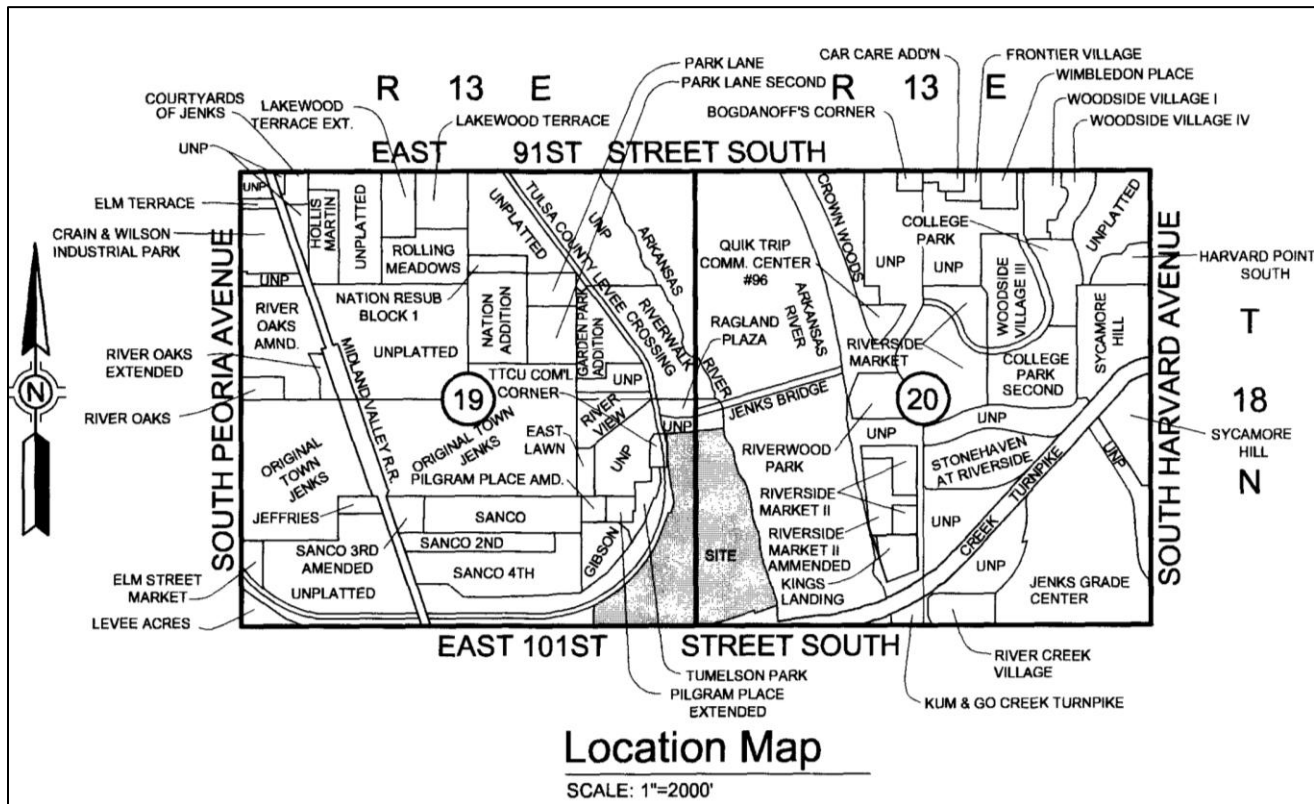 CAR CARE ADD'N
FRONTIER VILLAGE
PARK LANE
WIMBLEDON PLACE
PARK LANE SECOND
COURTYARDS
OF JENKS
R 13 E
R 13 E
WOODSIDE VILLAGE I
LAKEWOOD
TERRACE EXT.
LAKEWOOD TERRACE
BOGDANOFF'S CORNER
WOODSIDE VILLAGE IV
UNP
EAST 91ST STREET SOUTH
UNP
ELM TERRACE
CRAIN & WILSON
INDUSTRIAL PARK
HOLLIS
MARTIN
UNPLATTED
ROLLING
MEADOWS
UNPLATTED
TULSA COUNTY LEVEE CROSSING
UNP
ARKANSAS
RIVER
CROWN WOODS
COLLEGE
PARK
UNPLATTED
QUIK TRIP
COMM. CENTER
#96
UNP
UNP
HARVARD POINT
SOUTH
SOUTH PEORIA AVENUE
SOUTH HARVARD AVENUE
UNP
RIVER
OAKS
AMND.
NATION RESUB
BLOCK 1
NATION
ADDITION
GARDEN PARK
ADDITION
RIVERWALK
RAGLAND
PLAZA
ARKANSAS
RIVER
RIVERSIDE
MARKET
WOODSIDE
VILLAGE III
SYCAMORE
HILL
T
18
N
RIVER OAKS
EXTENDED
MIDLAND VALLEY R.R.
UNPLATTED
UNP
COLLEGE
PARK
SECOND
RIVER OAKS
19
TTCU COM'L
CORNER
RIVER
VIEW
UNP
JENKS BRIDGE
UNP
20
UNP
SYCAMORE
HILL
ORIGINAL
TOWN
JENKS
ORIGINAL TOWN
JENKS
EAST
LAWN
UNP
RIVERWOOD
PARK
UNP
STONEHAVEN
AT RIVERSIDE
UNP
PILGRAM PLACE AMD.
RIVERSIDE
MARKET II
CREEK TURNPIKE
JEFFRIES
SANCO
RIVERSIDE
MARKET II
AMMENDED
UNP
SANCO 2ND
SANCO 3RD
AMENDED
SANCO 4TH
GIBSON
SITE
KINGS
LANDING
UNP
JENKS GRADE
CENTER
ELM STREET
MARKET
UNPLATTED
LEVEE ACRES
EAST 101ST STREET SOUTH
RIVER CREEK
VILLAGE
TUMELSON PARK
PILGRAM PLACE
EXTENDED
KUM & GO CREEK TURNPIKE
N
Location Map
SCALE: 1"=2000'